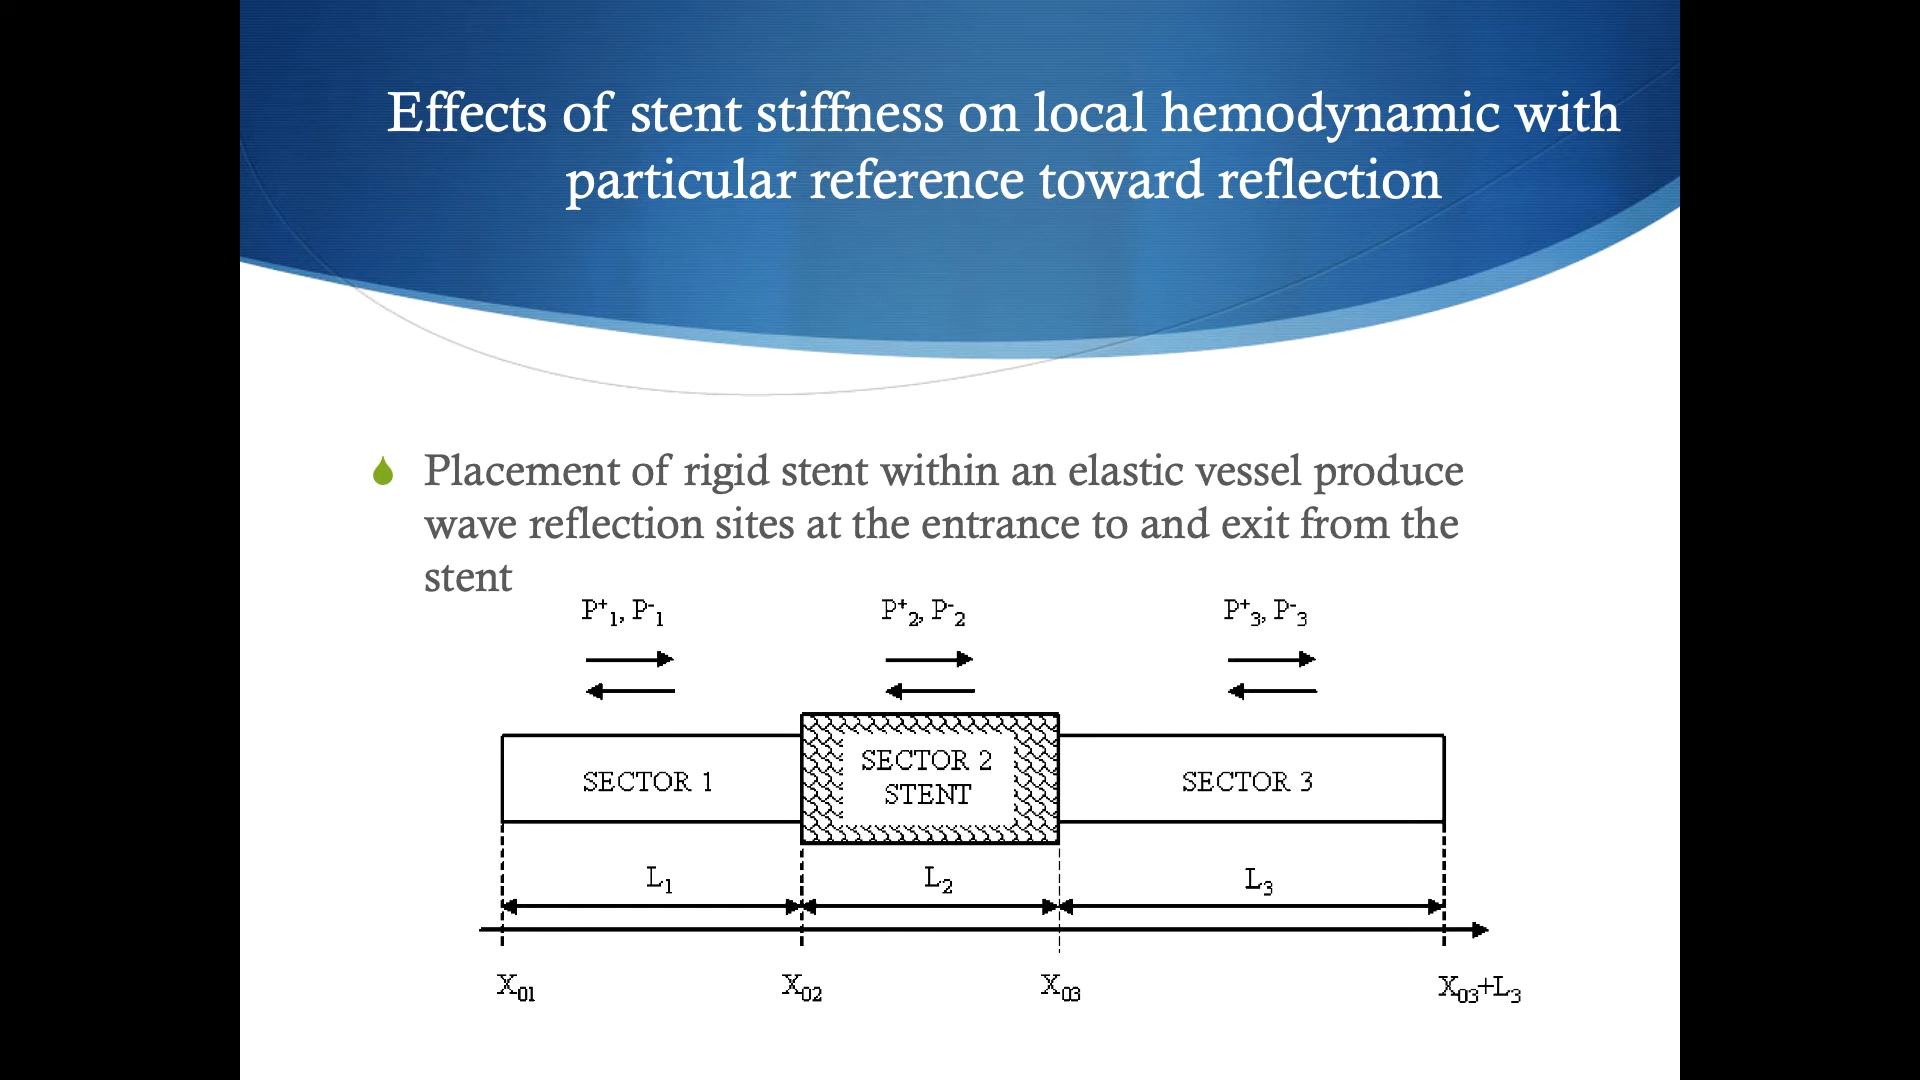 Effects of stent stiffness on local hemodynamic with
particular reference toward reflection
Placement of rigid stent within an elastic vessel produce
wave reflection sites at the entrance to and exit from the
stent
P⁺₁, P⁻₁ P⁺₂, P⁻₂ P⁺₃, P⁻₃
SECTOR 1 SECTOR 2 STENT SECTOR 3
L₁ L₂ L₃
X₀₁ X₀₂ X₀₃ X₀₃+L₃